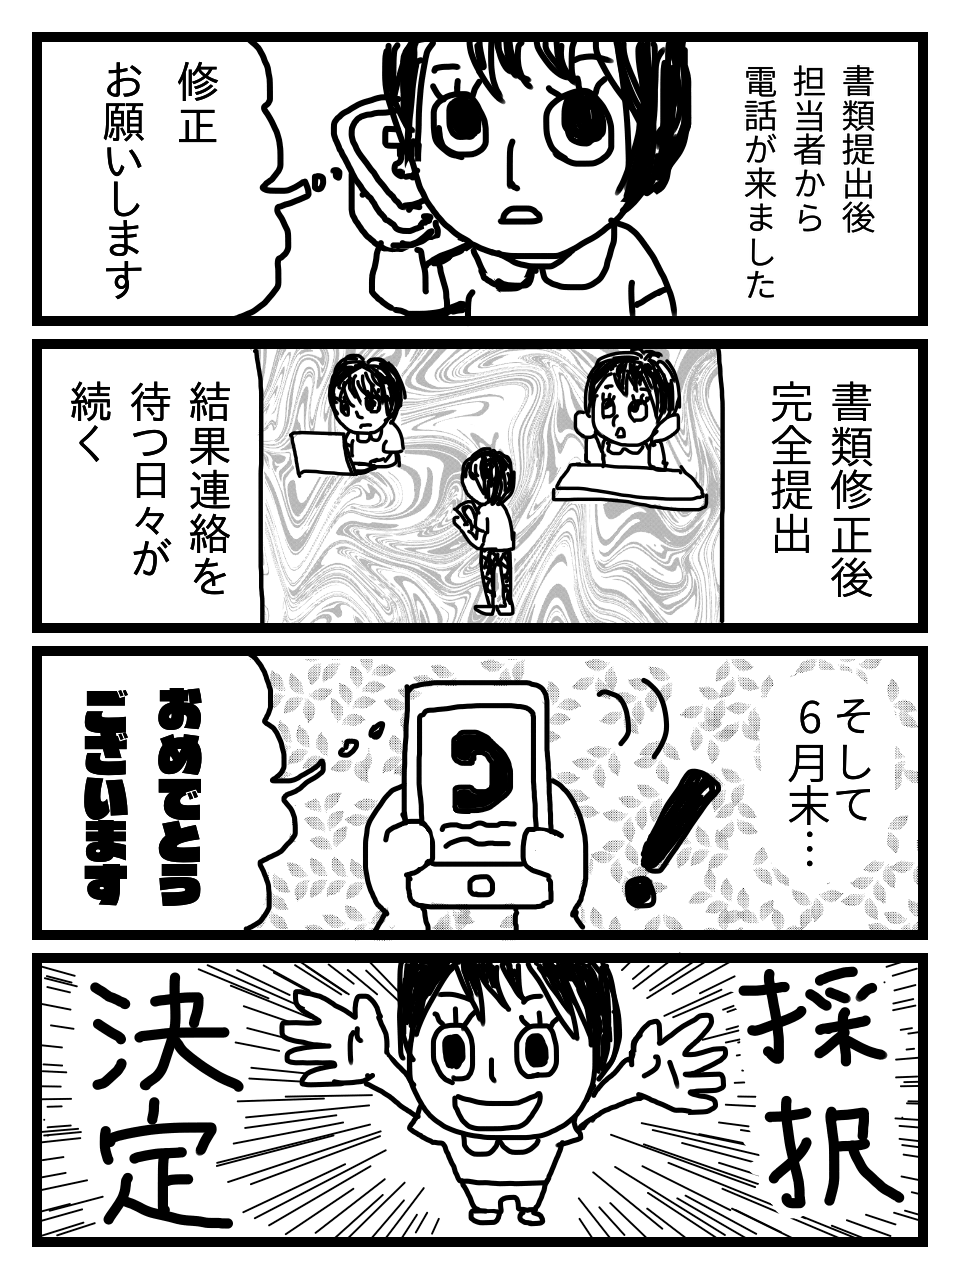 書類提出後
担当者から
電話が来ました
修正
お願いします
書類修正後
完全提出
結果連絡を
待つ日々が
続く
そして
6月末…
!
おめでとう
ございます
採択
決定